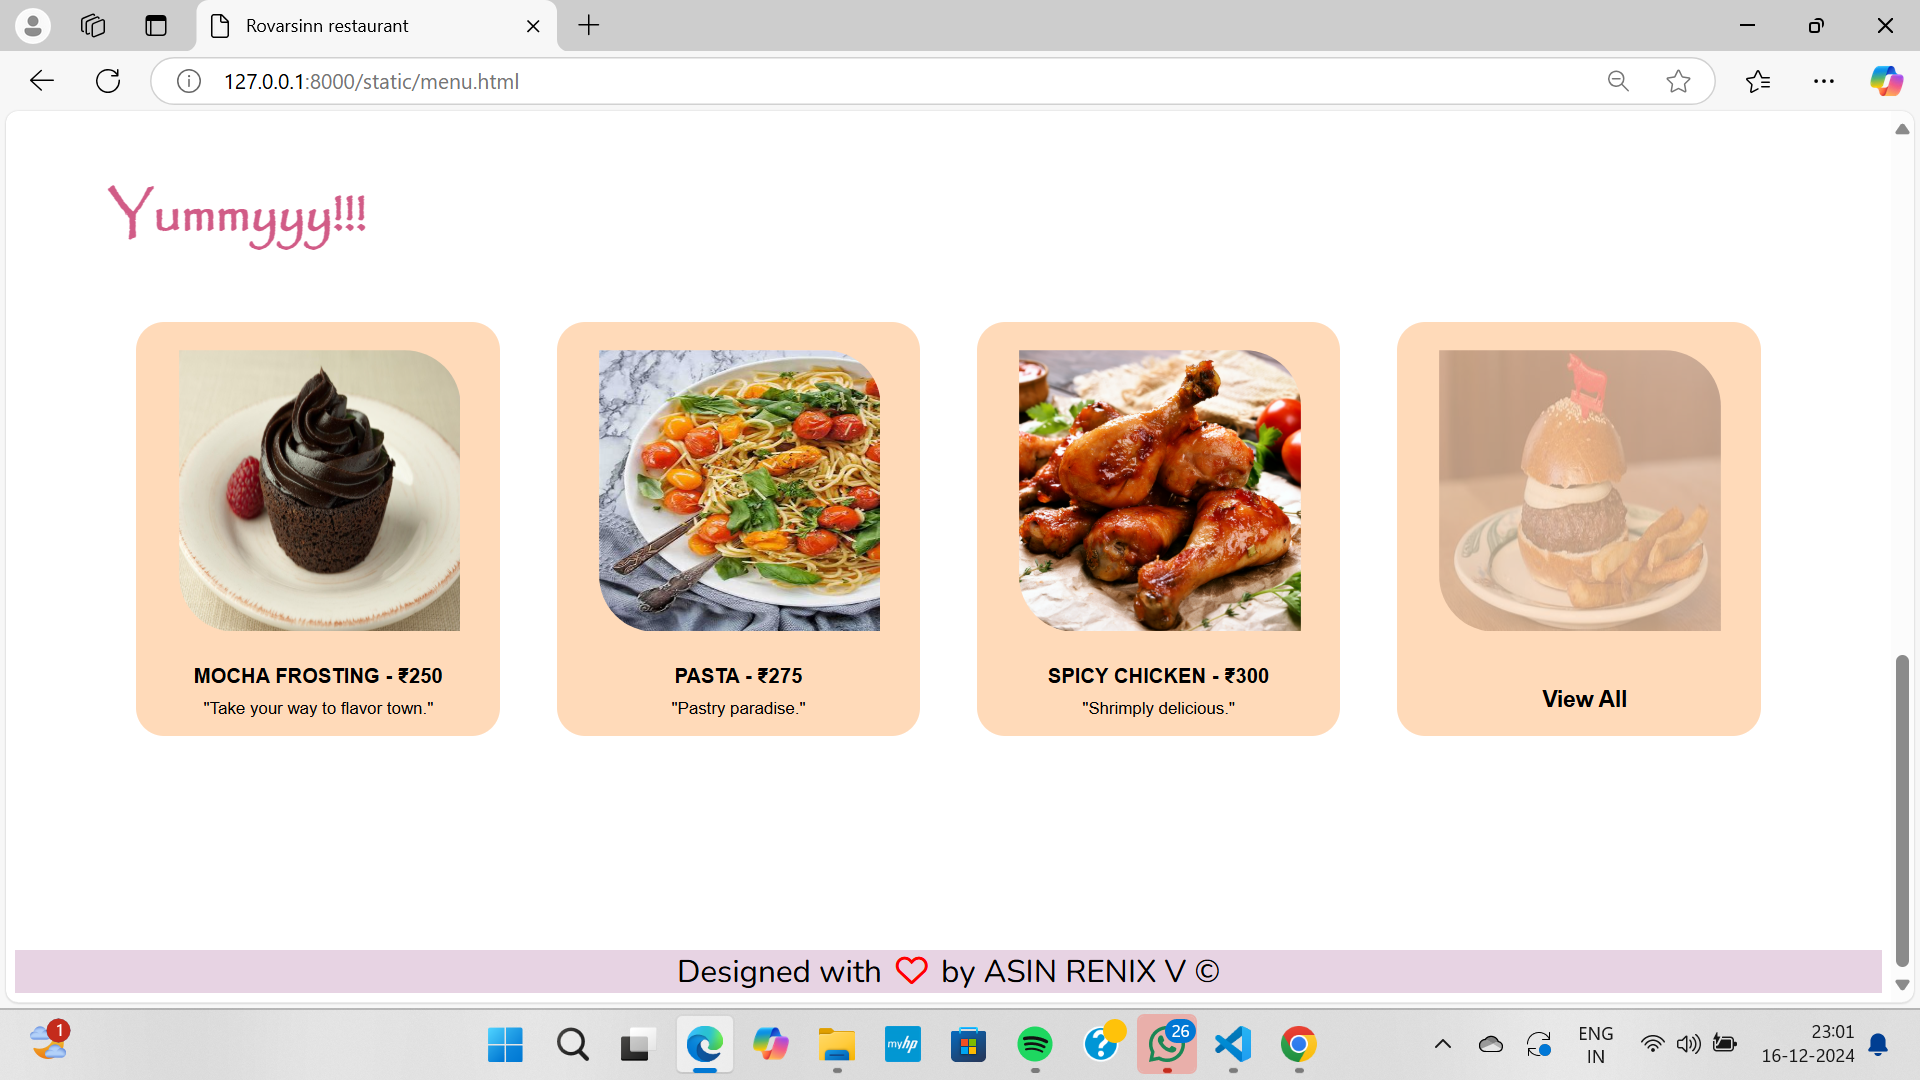 Rovarsinn restaurant
127.0.0.1:8000/static/menu.html
Yummyyy!!!
MOCHA FROSTING - ₹250
"Take your way to flavor town."
PASTA - ₹275
"Pastry paradise."
SPICY CHICKEN - ₹300
"Shrimply delicious."
View All
Designed with by ASIN RENIX V ©
1
myhp
?
26
ENG
IN
23:01
16-12-2024